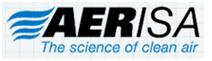 AERISA
The science of clean air